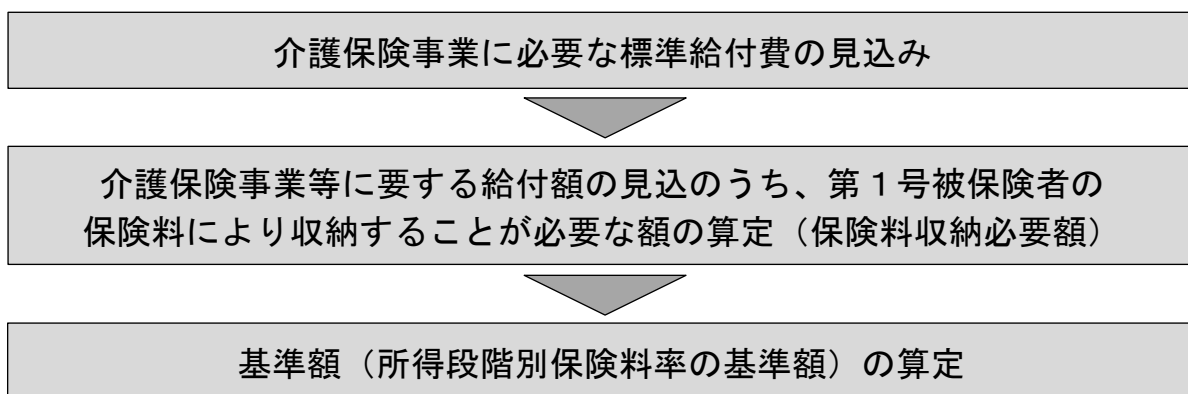 介護保険事業に必要な標準給付費の見込み
介護保険事業等に要する給付額の見込のうち、第１号被保険者の
保険料により収納することが必要な額の算定（保険料収納必要額）
基準額（所得段階別保険料率の基準額）の算定